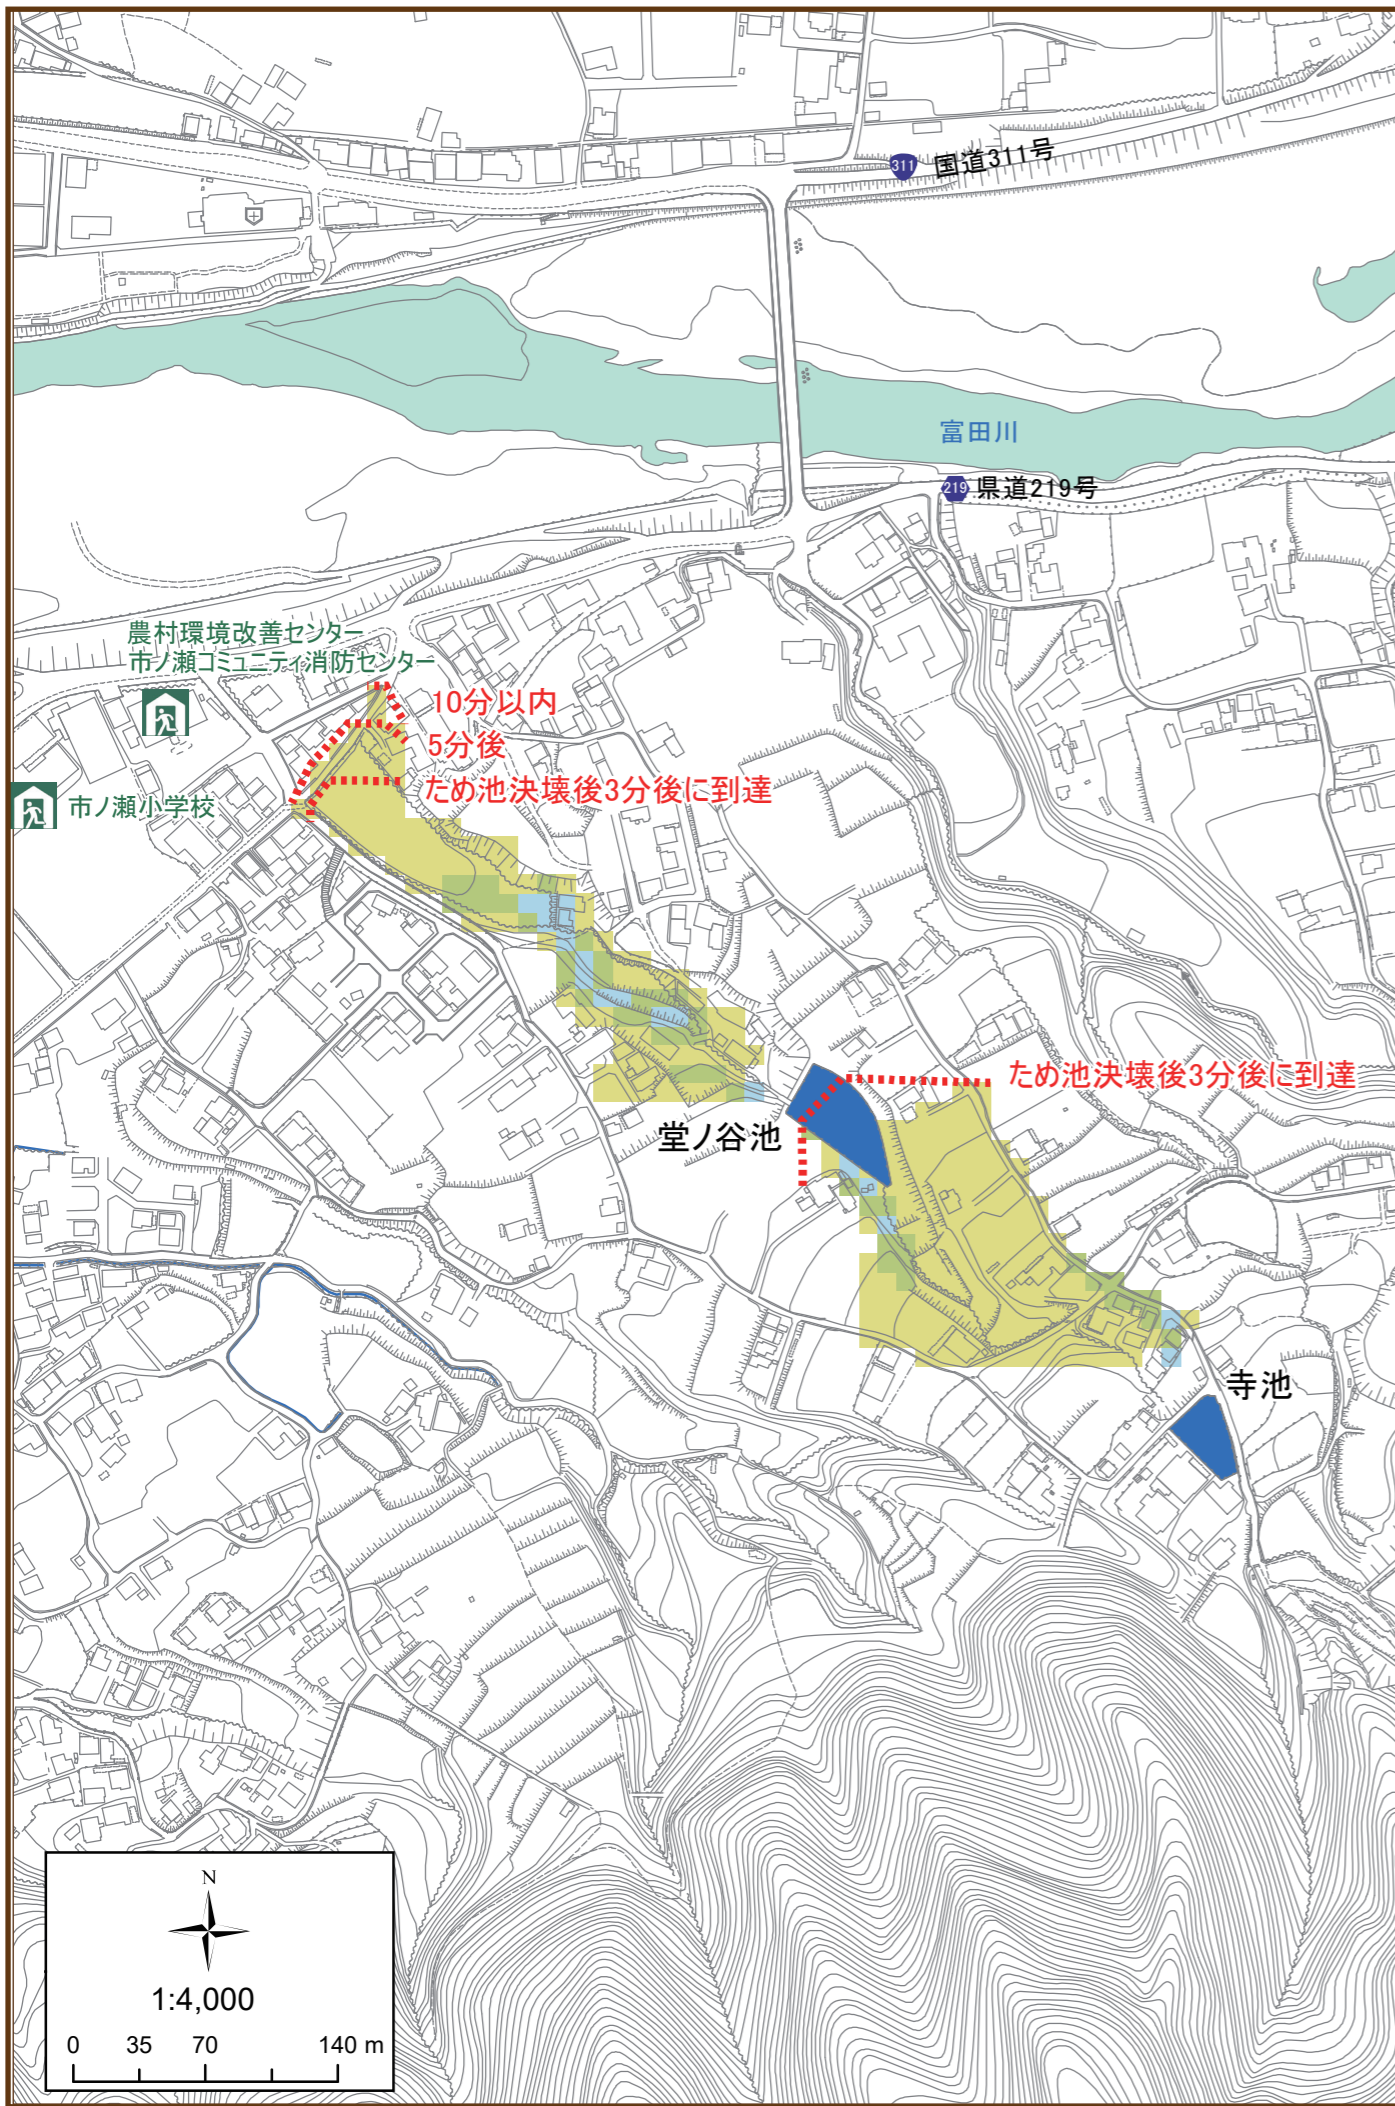 311 国道311号
富田川
219 県道219号
農村環境改善センター
市ノ瀬コミュニティ消防センター
10分以内
5分後
ため池決壊後3分後に到達
市ノ瀬小学校
ため池決壊後3分後に到達
堂ノ谷池
寺池
N
1:4,000
0 35 70 140 m